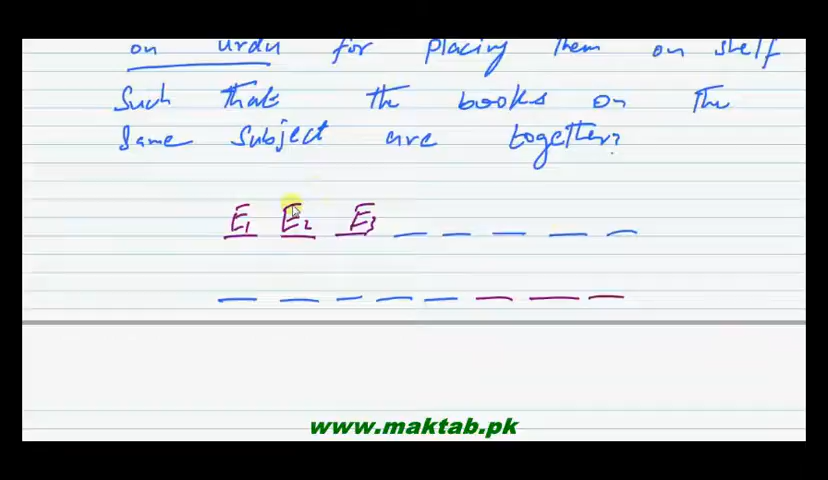 on Urdu for placing them on shelf
Such that the books on the
same subject are together?
E1 E2 E3
www.maktab.pk